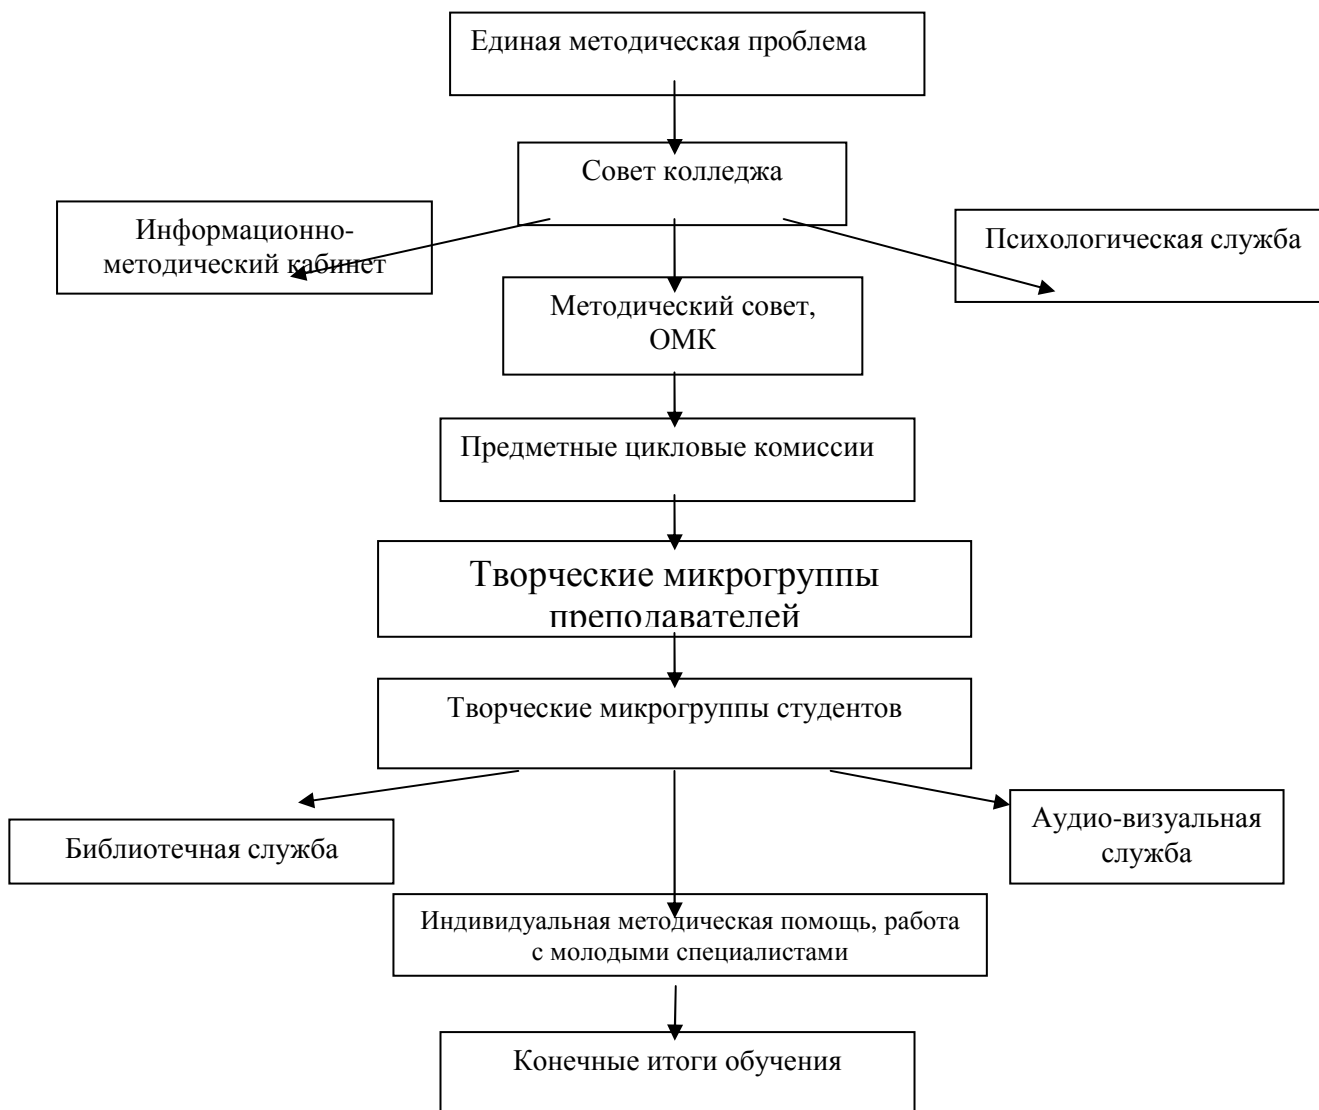 Единая методическая проблема
Совет колледжа
Информационно-
методический кабинет
Психологическая служба
Методический совет,
ОМК
Предметные цикловые комиссии
Творческие микрогруппы
преподавателей
Творческие микрогруппы студентов
Библиотечная служба
Аудио-визуальная
служба
Индивидуальная методическая помощь, работа
с молодыми специалистами
Конечные итоги обучения